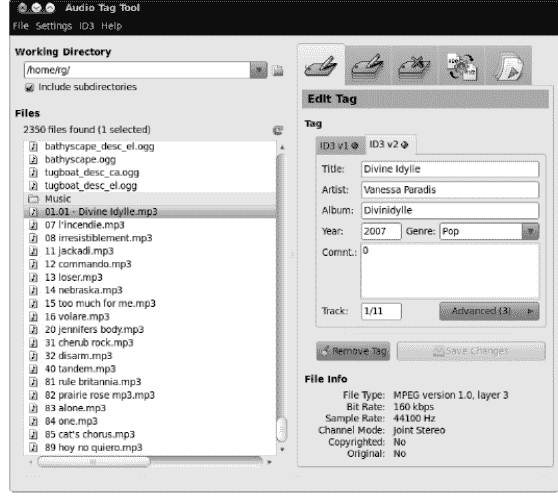 Audio Tag Tool
File Settings ID3 Help
Working Directory
/home/rg/
Include subdirectories
Files
2350 files found (1 selected)
bathyscape_desc_el.ogg
bathyscape.ogg
tugboat_desc_ca.ogg
tugboat_desc_el.ogg
Music
01.01 - Divine Idylle.mp3
07 l'incendie.mp3
08 irresistiblement.mp3
11 jackadi.mp3
12 commando.mp3
13 loser.mp3
14 nebraska.mp3
15 too much for me.mp3
16 volare.mp3
20 jennifers body.mp3
31 cherub rock.mp3
32 disarm.mp3
40 tandem.mp3
81 rule britannia.mp3
82 prairie rose mp3.mp3
83 alone.mp3
84 one.mp3
85 cat's chorus.mp3
89 hoy no quiero.mp3
Edit Tag
Tag
ID3 v1 ID3 v2
Title: Divine Idylle
Artist: Vanessa Paradis
Album: Divinidylle
Year: 2007 Genre: Pop
Comnt.: 0
Track: 1/11 Advanced (3)
Remove Tag Save Changes
File Info
File Type: MPEG version 1.0, layer 3
Bit Rate: 160 kbps
Sample Rate: 44100 Hz
Channel Mode: Joint Stereo
Copyrighted: No
Original: No